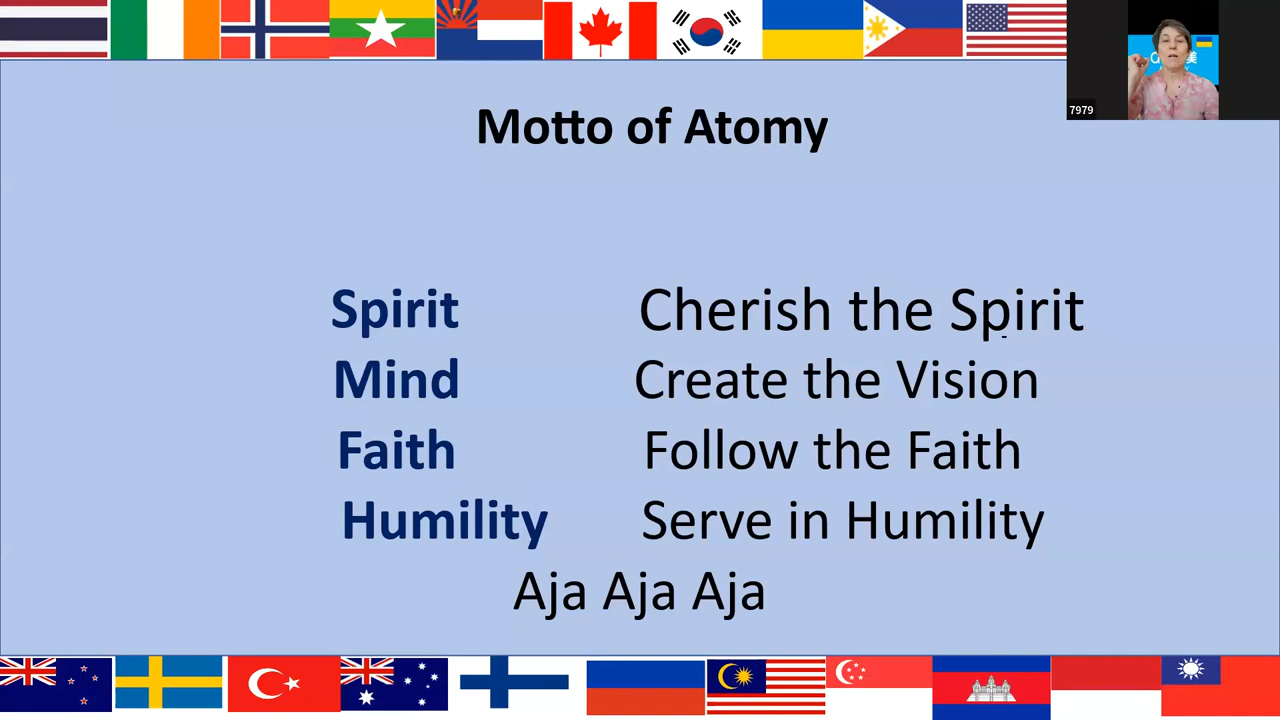 Motto of Atomy
7979
Spirit Cherish the Spirit
Mind Create the Vision
Faith Follow the Faith
Humility Serve in Humility
Aja Aja Aja